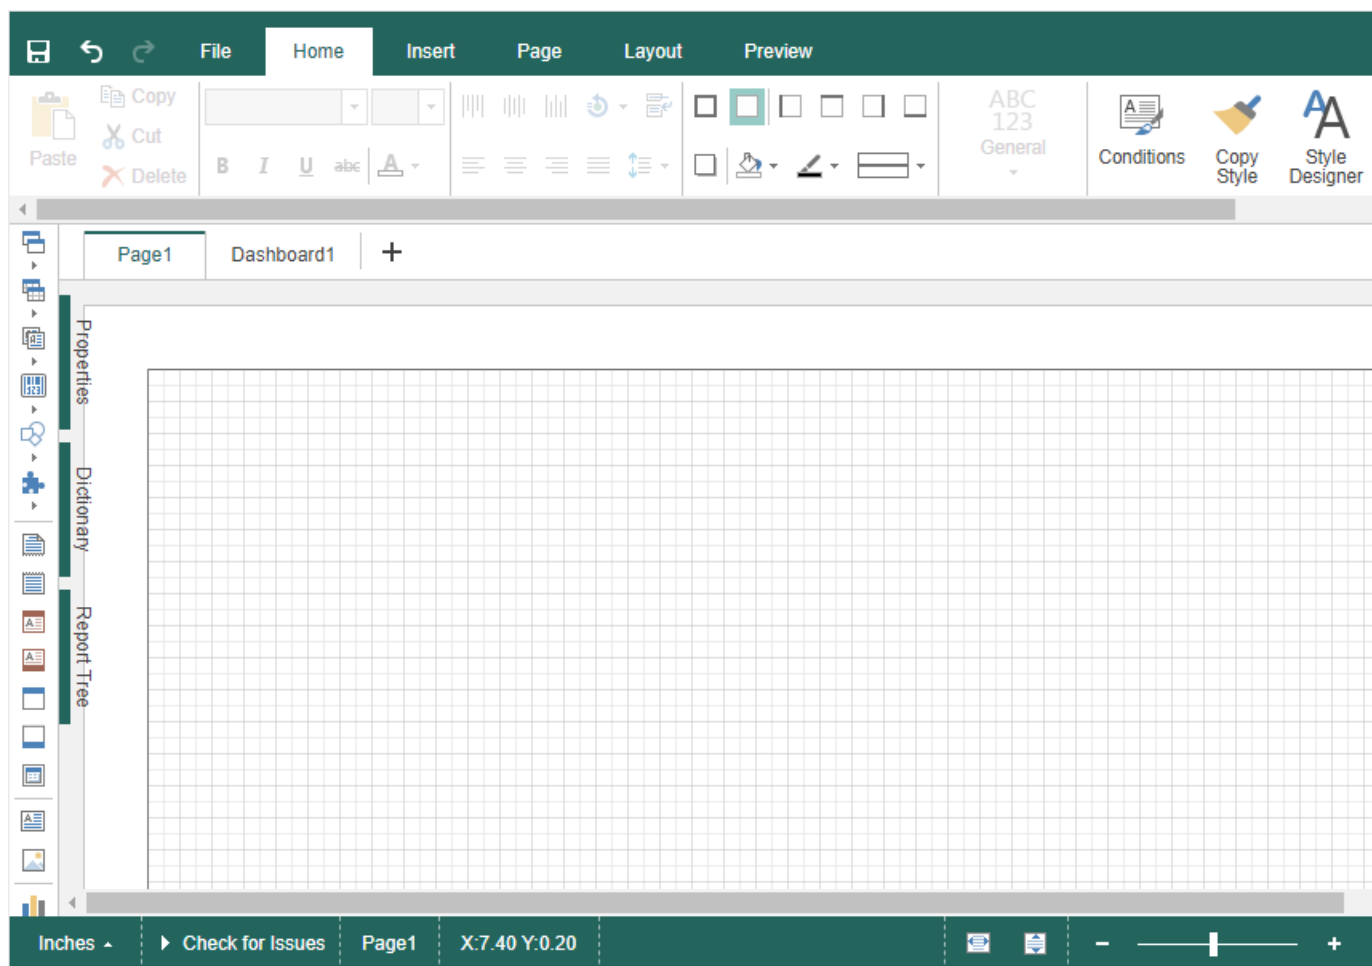 File Home Insert Page Layout Preview
Paste
Copy
Cut
Delete
B I U abc A
ABC
123
General
Conditions
Copy
Style
Style
Designer
Page1 Dashboard1 +
Properties
Dictionary
Report Tree
Inches Check for Issues Page1 X:7.40 Y:0.20